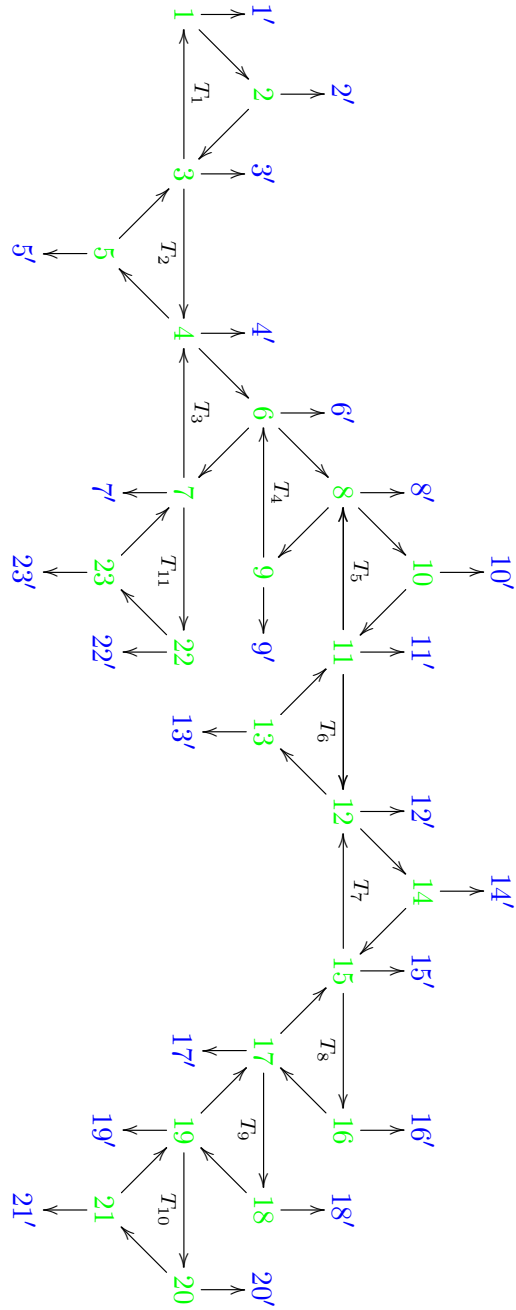 10′ 14′
8′ 10 11′ 12′ 14 15′ 16′
2′ 6′ 8 T₅ 11 T₆ 12 T₇ 15 T₈ 16 18′
1′ 2 3′ 4′ 6 T₄ 9 9′ 13 17 T₉ 18 20′
1 T₁ 3 T₂ 4 T₃ 7 T₁₁ 22 13′ 17′ 19 T₁₀ 20
5 7′ 23 22′ 19′ 21
5′ 23′ 21′